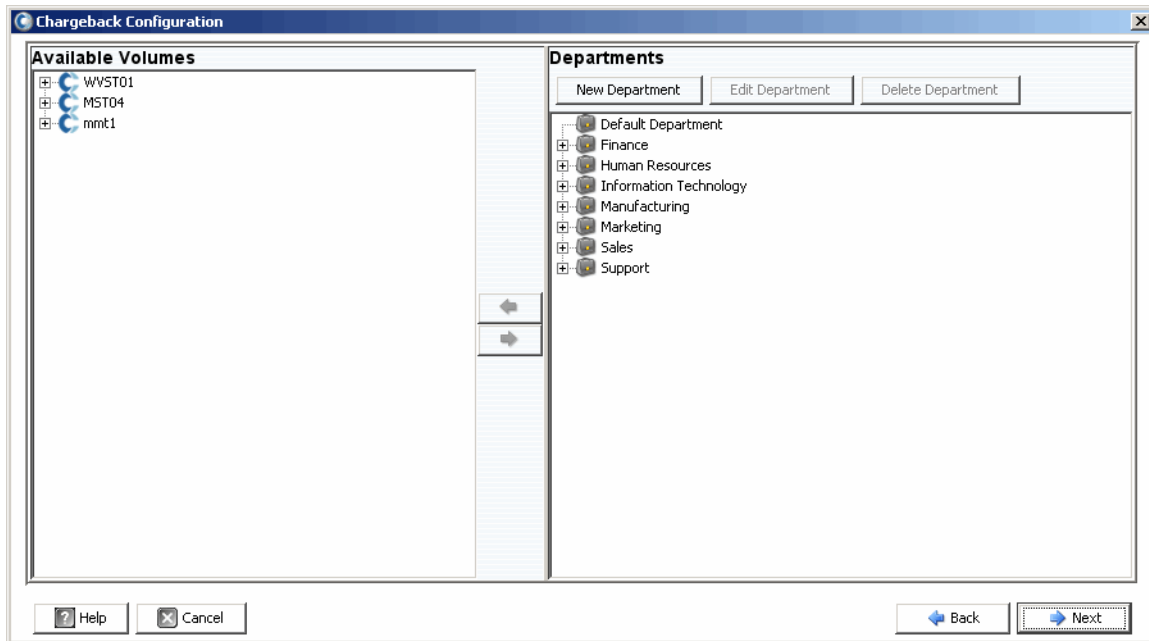 Chargeback Configuration
Available Volumes
WVST01
MST04
mmt1
Departments
New Department Edit Department Delete Department
Default Department
Finance
Human Resources
Information Technology
Manufacturing
Marketing
Sales
Support
Help Cancel Back Next